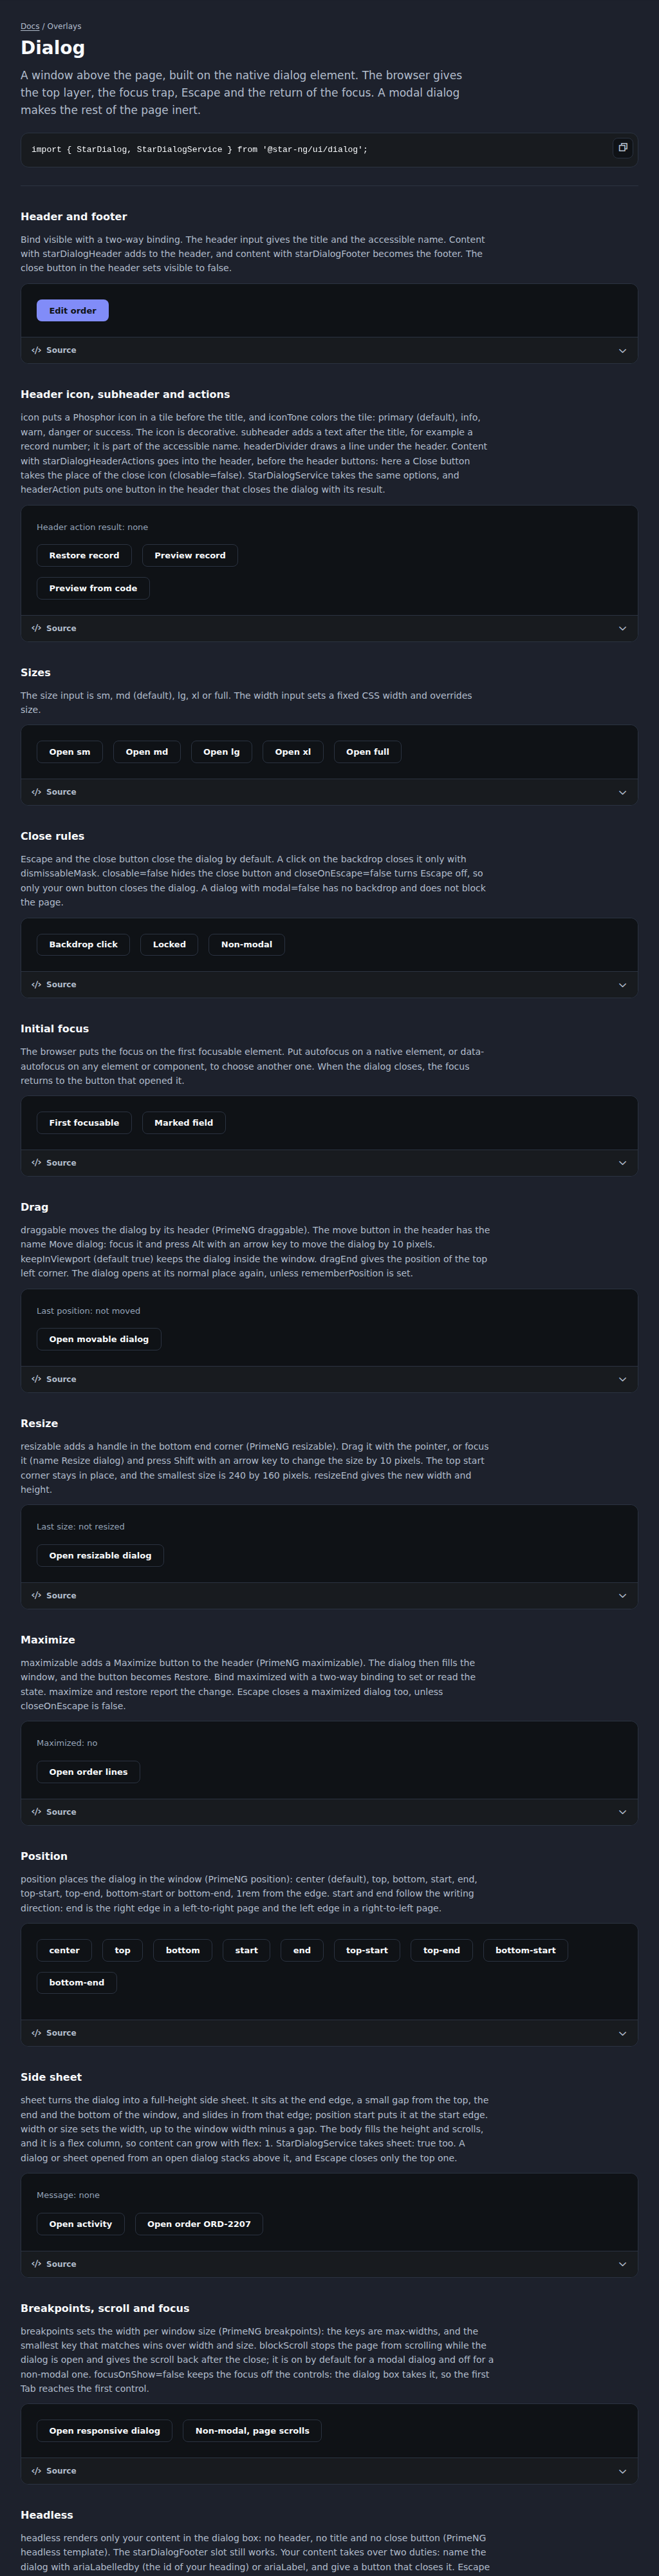 Docs / Overlays
Dialog
A window above the page, built on the native dialog element. The browser gives
the top layer, the focus trap, Escape and the return of the focus. A modal dialog
makes the rest of the page inert.
import { StarDialog, StarDialogService } from '@star-ng/ui/dialog';
Header and footer
Bind visible with a two-way binding. The header input gives the title and the accessible name. Content
with starDialogHeader adds to the header, and content with starDialogFooter becomes the footer. The
close button in the header sets visible to false.
Edit order
Source
Header icon, subheader and actions
icon puts a Phosphor icon in a tile before the title, and iconTone colors the tile: primary (default), info,
warn, danger or success. The icon is decorative. subheader adds a text after the title, for example a
record number; it is part of the accessible name. headerDivider draws a line under the header. Content
with starDialogHeaderActions goes into the header, before the header buttons: here a Close button
takes the place of the close icon (closable=false). StarDialogService takes the same options, and
headerAction puts one button in the header that closes the dialog with its result.
Header action result: none
Restore record Preview record
Preview from code
Source
Sizes
The size input is sm, md (default), lg, xl or full. The width input sets a fixed CSS width and overrides
size.
Open sm Open md Open lg Open xl Open full
Source
Close rules
Escape and the close button close the dialog by default. A click on the backdrop closes it only with
dismissableMask. closable=false hides the close button and closeOnEscape=false turns Escape off, so
only your own button closes the dialog. A dialog with modal=false has no backdrop and does not block
the page.
Backdrop click Locked Non-modal
Source
Initial focus
The browser puts the focus on the first focusable element. Put autofocus on a native element, or data-
autofocus on any element or component, to choose another one. When the dialog closes, the focus
returns to the button that opened it.
First focusable Marked field
Source
Drag
draggable moves the dialog by its header (PrimeNG draggable). The move button in the header has the
name Move dialog: focus it and press Alt with an arrow key to move the dialog by 10 pixels.
keepInViewport (default true) keeps the dialog inside the window. dragEnd gives the position of the top
left corner. The dialog opens at its normal place again, unless rememberPosition is set.
Last position: not moved
Open movable dialog
Source
Resize
resizable adds a handle in the bottom end corner (PrimeNG resizable). Drag it with the pointer, or focus
it (name Resize dialog) and press Shift with an arrow key to change the size by 10 pixels. The top start
corner stays in place, and the smallest size is 240 by 160 pixels. resizeEnd gives the new width and
height.
Last size: not resized
Open resizable dialog
Source
Maximize
maximizable adds a Maximize button to the header (PrimeNG maximizable). The dialog then fills the
window, and the button becomes Restore. Bind maximized with a two-way binding to set or read the
state. maximize and restore report the change. Escape closes a maximized dialog too, unless
closeOnEscape is false.
Maximized: no
Open order lines
Source
Position
position places the dialog in the window (PrimeNG position): center (default), top, bottom, start, end,
top-start, top-end, bottom-start or bottom-end, 1rem from the edge. start and end follow the writing
direction: end is the right edge in a left-to-right page and the left edge in a right-to-left page.
center top bottom start end top-start top-end bottom-start
bottom-end
Source
Side sheet
sheet turns the dialog into a full-height side sheet. It sits at the end edge, a small gap from the top, the
end and the bottom of the window, and slides in from that edge; position start puts it at the start edge.
width or size sets the width, up to the window width minus a gap. The body fills the height and scrolls,
and it is a flex column, so content can grow with flex: 1. StarDialogService takes sheet: true too. A
dialog or sheet opened from an open dialog stacks above it, and Escape closes only the top one.
Message: none
Open activity Open order ORD-2207
Source
Breakpoints, scroll and focus
breakpoints sets the width per window size (PrimeNG breakpoints): the keys are max-widths, and the
smallest key that matches wins over width and size. blockScroll stops the page from scrolling while the
dialog is open and gives the scroll back after the close; it is on by default for a modal dialog and off for a
non-modal one. focusOnShow=false keeps the focus off the controls: the dialog box takes it, so the first
Tab reaches the first control.
Open responsive dialog Non-modal, page scrolls
Source
Headless
headless renders only your content in the dialog box: no header, no title and no close button (PrimeNG
headless template). The starDialogFooter slot still works. Your content takes over two duties: name the
dialog with ariaLabelledby (the id of your heading) or ariaLabel, and give a button that closes it. Escape